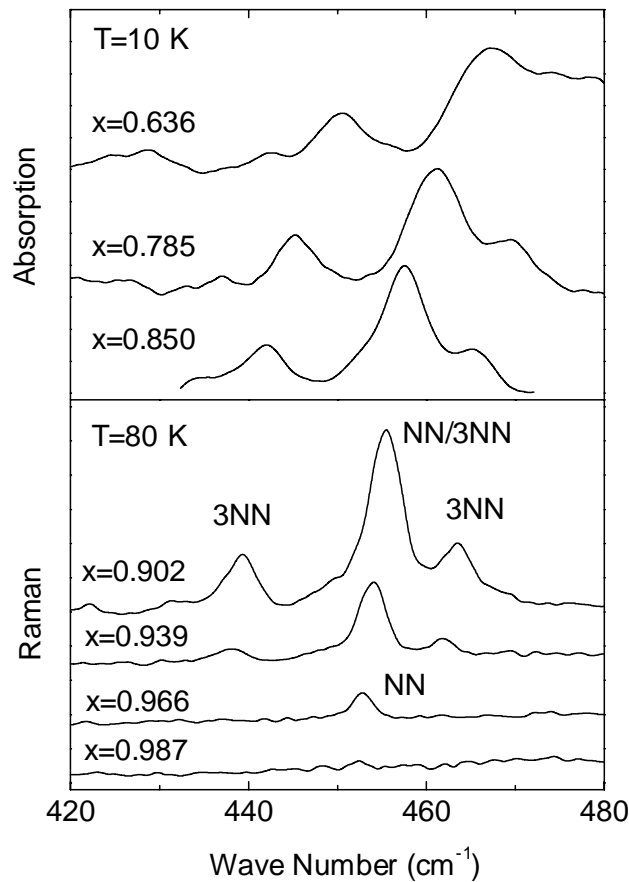 T=10 K
x=0.636
x=0.785
x=0.850
Absorption
T=80 K
NN/3NN
3NN
3NN
x=0.902
x=0.939
NN
x=0.966
x=0.987
Raman
420
440
460
480
Wave Number (cm⁻¹)